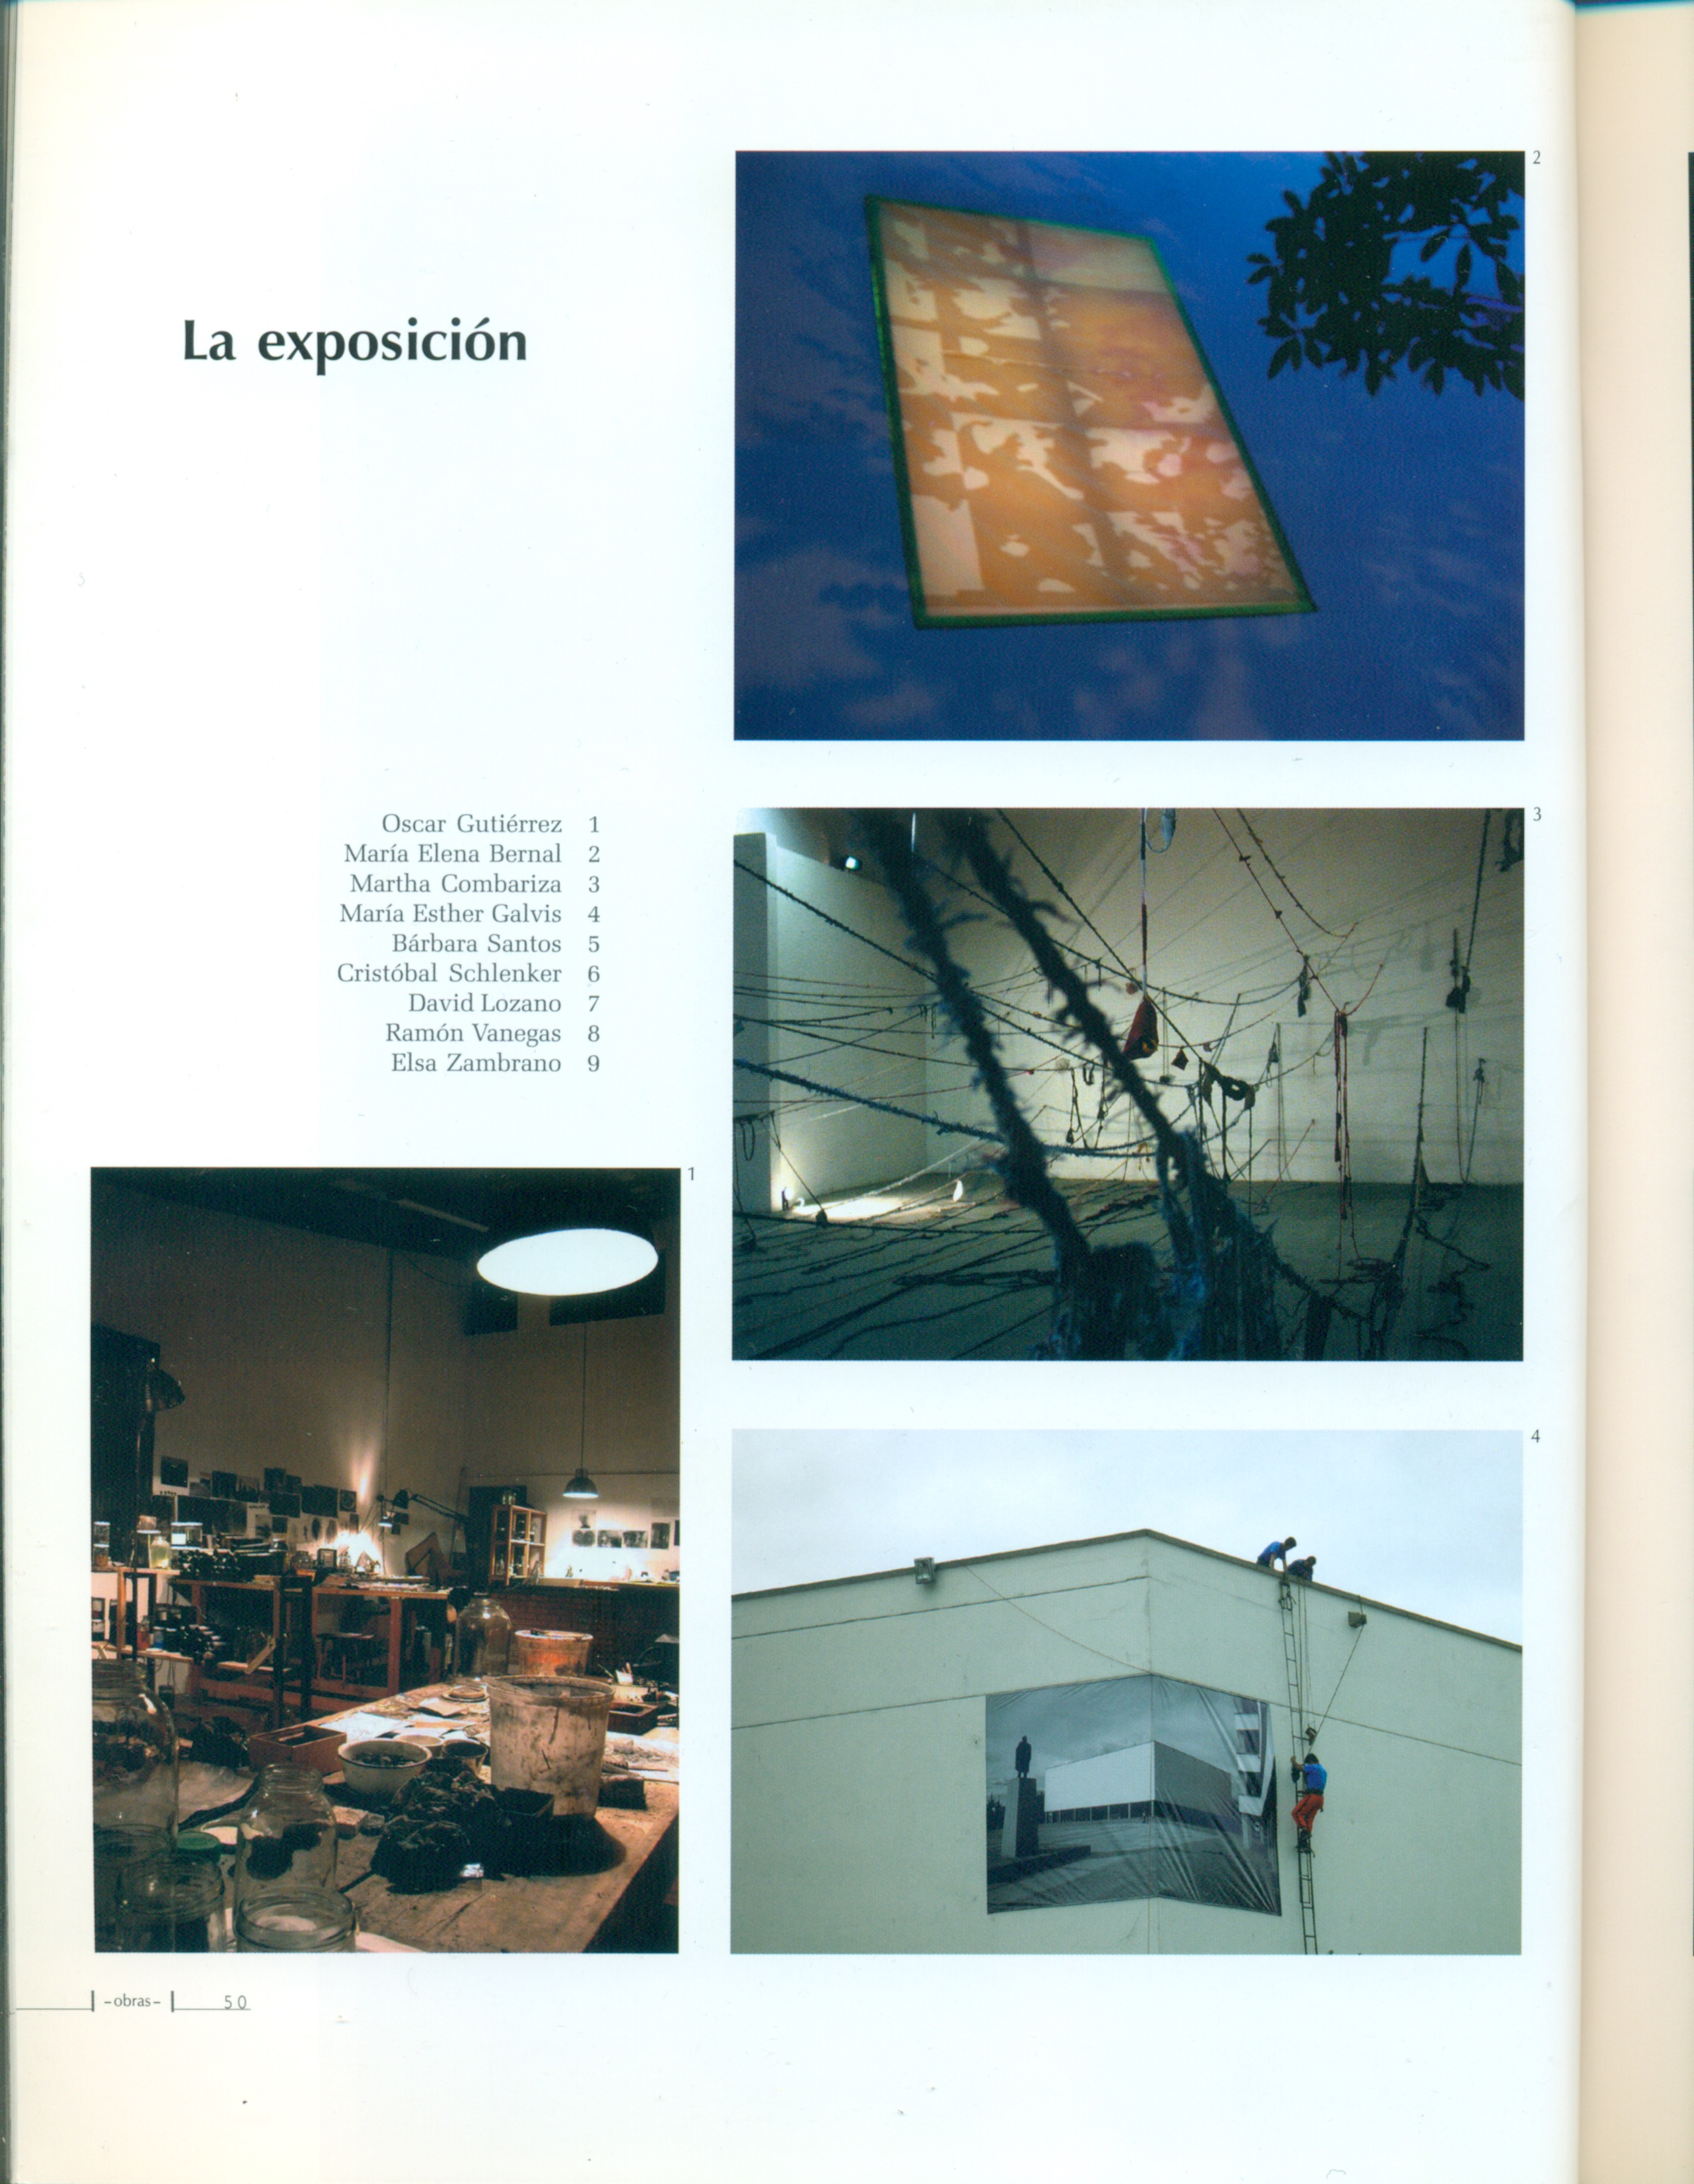 La exposición
2
Oscar Gutiérrez 1
María Elena Bernal 2
Martha Combariza 3
María Esther Galvis 4
Bárbara Santos 5
Cristóbal Schlenker 6
David Lozano 7
Ramón Vanegas 8
Elsa Zambrano 9
3
1
4
-obras- 50